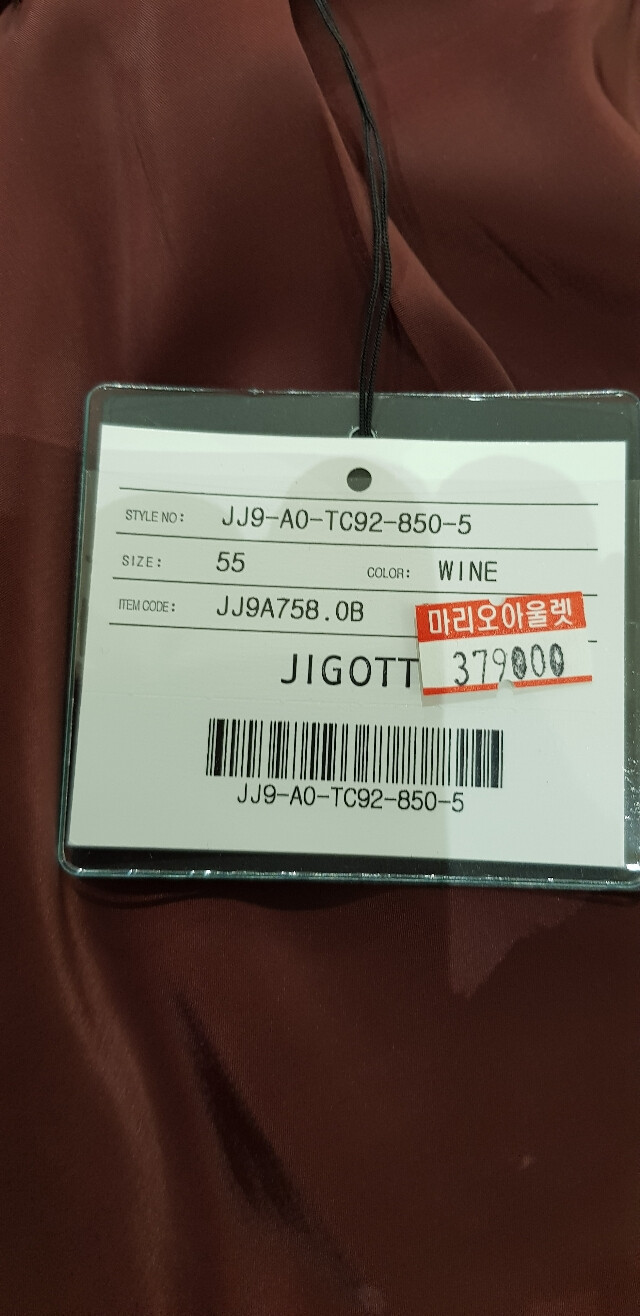 STYLE NO: JJ9-A0-TC92-850-5
SIZE: 55 COLOR: WINE
ITEM CODE: JJ9A758.0B
마리오아울렛
379000
JIGOTT
JJ9-A0-TC92-850-5